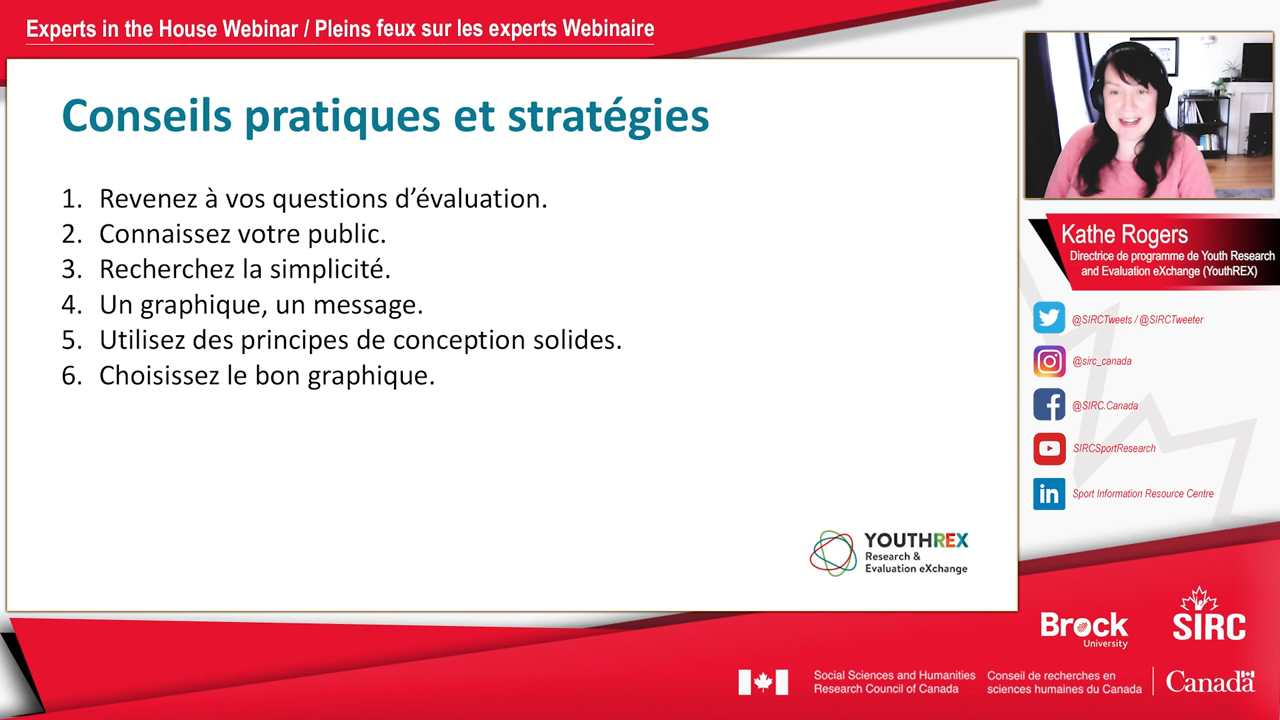 Experts in the House Webinar / Pleins feux sur les experts Webinaire
Conseils pratiques et stratégies
1. Revenez à vos questions d’évaluation.
2. Connaissez votre public.
3. Recherchez la simplicité.
4. Un graphique, un message.
5. Utilisez des principes de conception solides.
6. Choisissez le bon graphique.
YOUTHREX
Research &
Evaluation eXchange
Kathe Rogers
Directrice de programme de Youth Research
and Evaluation eXchange (YouthREX)
@SIRCTweets / @SIRCTweeter
@sirc_canada
@SIRC.Canada
SIRCSportResearch
Sport Information Resource Centre
Brock
University
SIRC
Social Sciences and Humanities
Research Council of Canada
Conseil de recherches en
sciences humaines du Canada
Canada